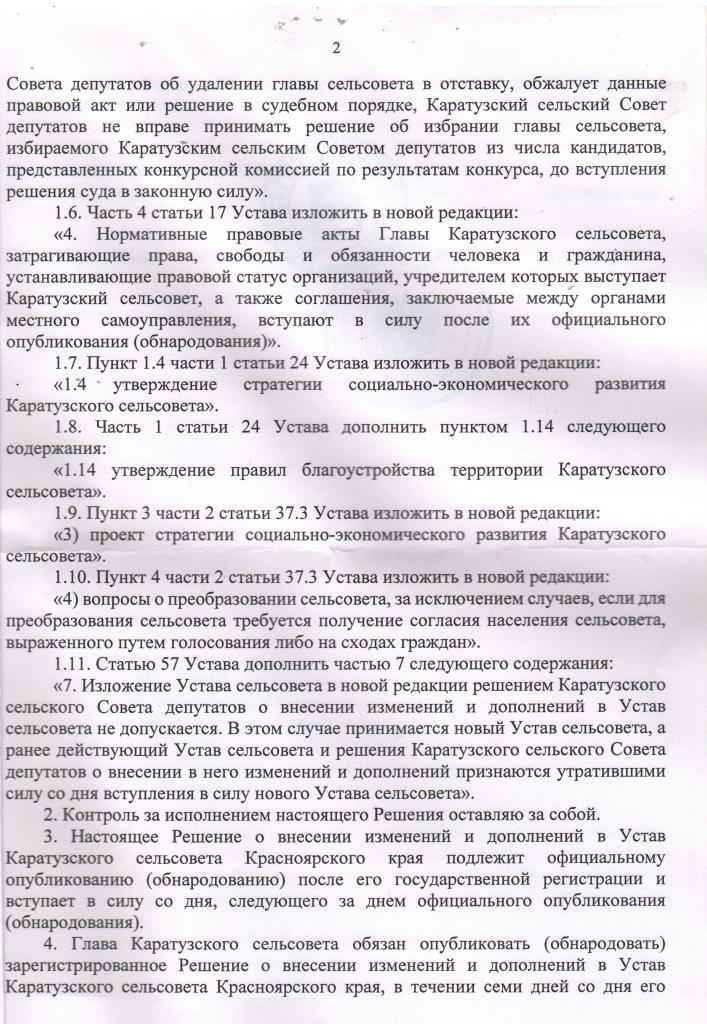 2
Совета депутатов об удалении главы сельсовета в отставку, обжалует данные
правовой акт или решение в судебном порядке, Каратузский сельский Совет
депутатов не вправе принимать решение об избрании главы сельсовета,
избираемого Каратузским сельским Советом депутатов из числа кандидатов,
представленных конкурсной комиссией по результатам конкурса, до вступления
решения суда в законную силу».
1.6. Часть 4 статьи 17 Устава изложить в новой редакции:
«4. Нормативные правовые акты Главы Каратузского сельсовета,
затрагивающие права, свободы и обязанности человека и гражданина,
устанавливающие правовой статус организаций, учредителем которых выступает
Каратузский сельсовет, а также соглашения, заключаемые между органами
местного самоуправления, вступают в силу после их официального
опубликования (обнародования)».
1.7. Пункт 1.4 части 1 статьи 24 Устава изложить в новой редакции:
«1.4 утверждение стратегии социально-экономического развития
Каратузского сельсовета».
1.8. Часть 1 статьи 24 Устава дополнить пунктом 1.14 следующего
содержания:
«1.14 утверждение правил благоустройства территории Каратузского
сельсовета».
1.9. Пункт 3 части 2 статьи 37.3 Устава изложить в новой редакции:
«3) проект стратегии социально-экономического развития Каратузского
сельсовета».
1.10. Пункт 4 части 2 статьи 37.3 Устава изложить в новой редакции:
«4) вопросы о преобразовании сельсовета, за исключением случаев, если для
преобразования сельсовета требуется получение согласия населения сельсовета,
выраженного путем голосования либо на сходах граждан».
1.11. Статью 57 Устава дополнить частью 7 следующего содержания:
«7. Изложение Устава сельсовета в новой редакции решением Каратузского
сельского Совета депутатов о внесении изменений и дополнений в Устав
сельсовета не допускается. В этом случае принимается новый Устав сельсовета, а
ранее действующий Устав сельсовета и решения Каратузского сельского Совета
депутатов о внесении в него изменений и дополнений признаются утратившими
силу со дня вступления в силу нового Устава сельсовета».
2. Контроль за исполнением настоящего Решения оставляю за собой.
3. Настоящее Решение о внесении изменений и дополнений в Устав
Каратузского сельсовета Красноярского края подлежит официальному
опубликованию (обнародованию) после его государственной регистрации и
вступает в силу со дня, следующего за днем официального опубликования
(обнародования).
4. Глава Каратузского сельсовета обязан опубликовать (обнародовать)
зарегистрированное Решение о внесении изменений и дополнений в Устав
Каратузского сельсовета Красноярского края, в течении семи дней со дня его